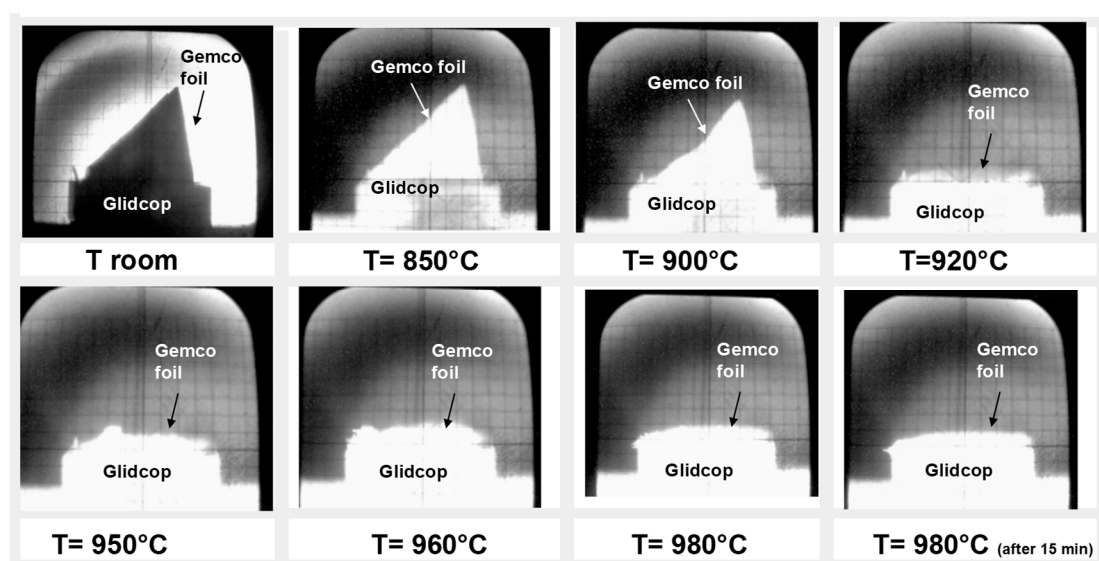 Gemco
foil
Glidcop
T room
Gemco foil
Glidcop
T= 850°C
Gemco foil
Glidcop
T= 900°C
Gemco
foil
Glidcop
T=920°C
Gemco
foil
Glidcop
T= 950°C
Gemco
foil
Glidcop
T= 960°C
Gemco
foil
Glidcop
T= 980°C
Gemco
foil
Glidcop
T= 980°C (after 15 min)